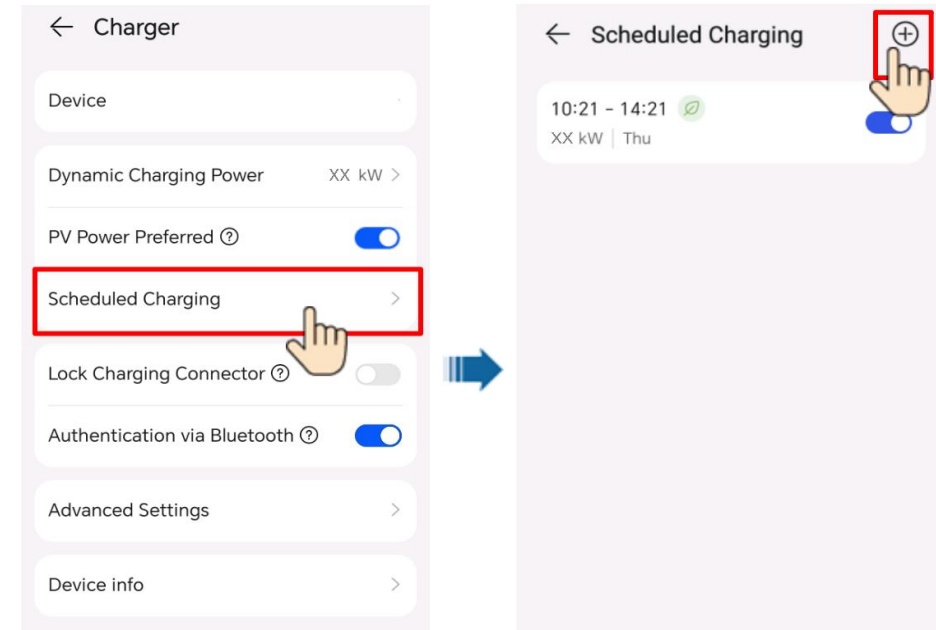 Charger
Device
Dynamic Charging Power XX kW >
PV Power Preferred ?
Scheduled Charging >
Lock Charging Connector ?
Authentication via Bluetooth ?
Advanced Settings >
Device info >
Scheduled Charging
10:21 - 14:21
XX kW | Thu